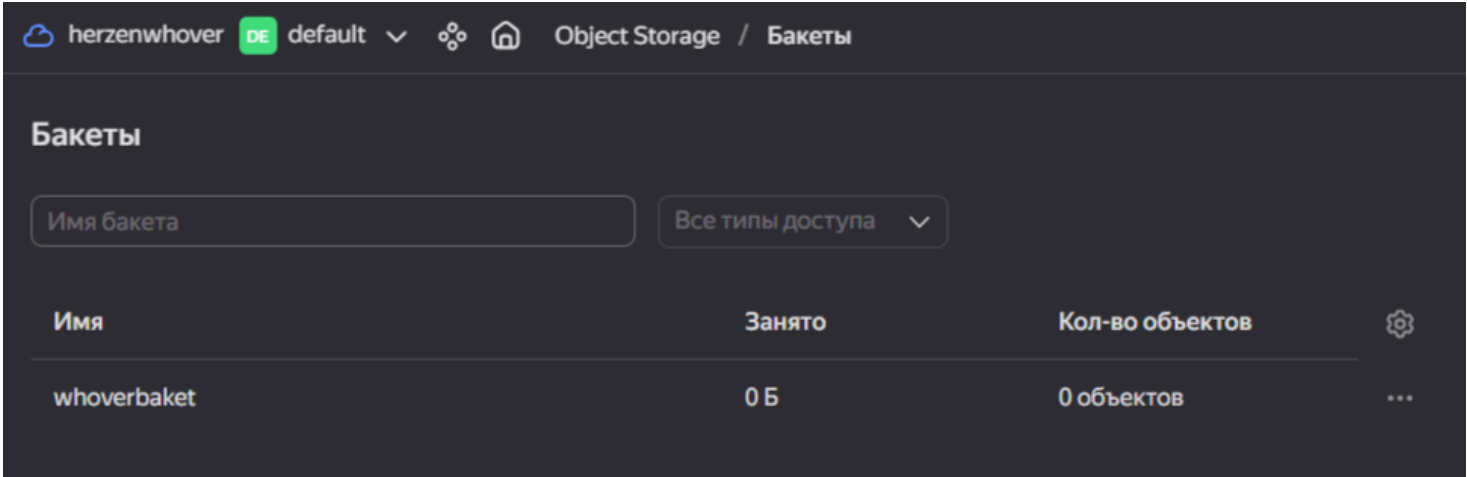 herzenwhover DE default Object Storage / Бакеты
Бакеты
Имя бакета Все типы доступа
Имя Занято Кол-во объектов
whoverbaket 0 Б 0 объектов